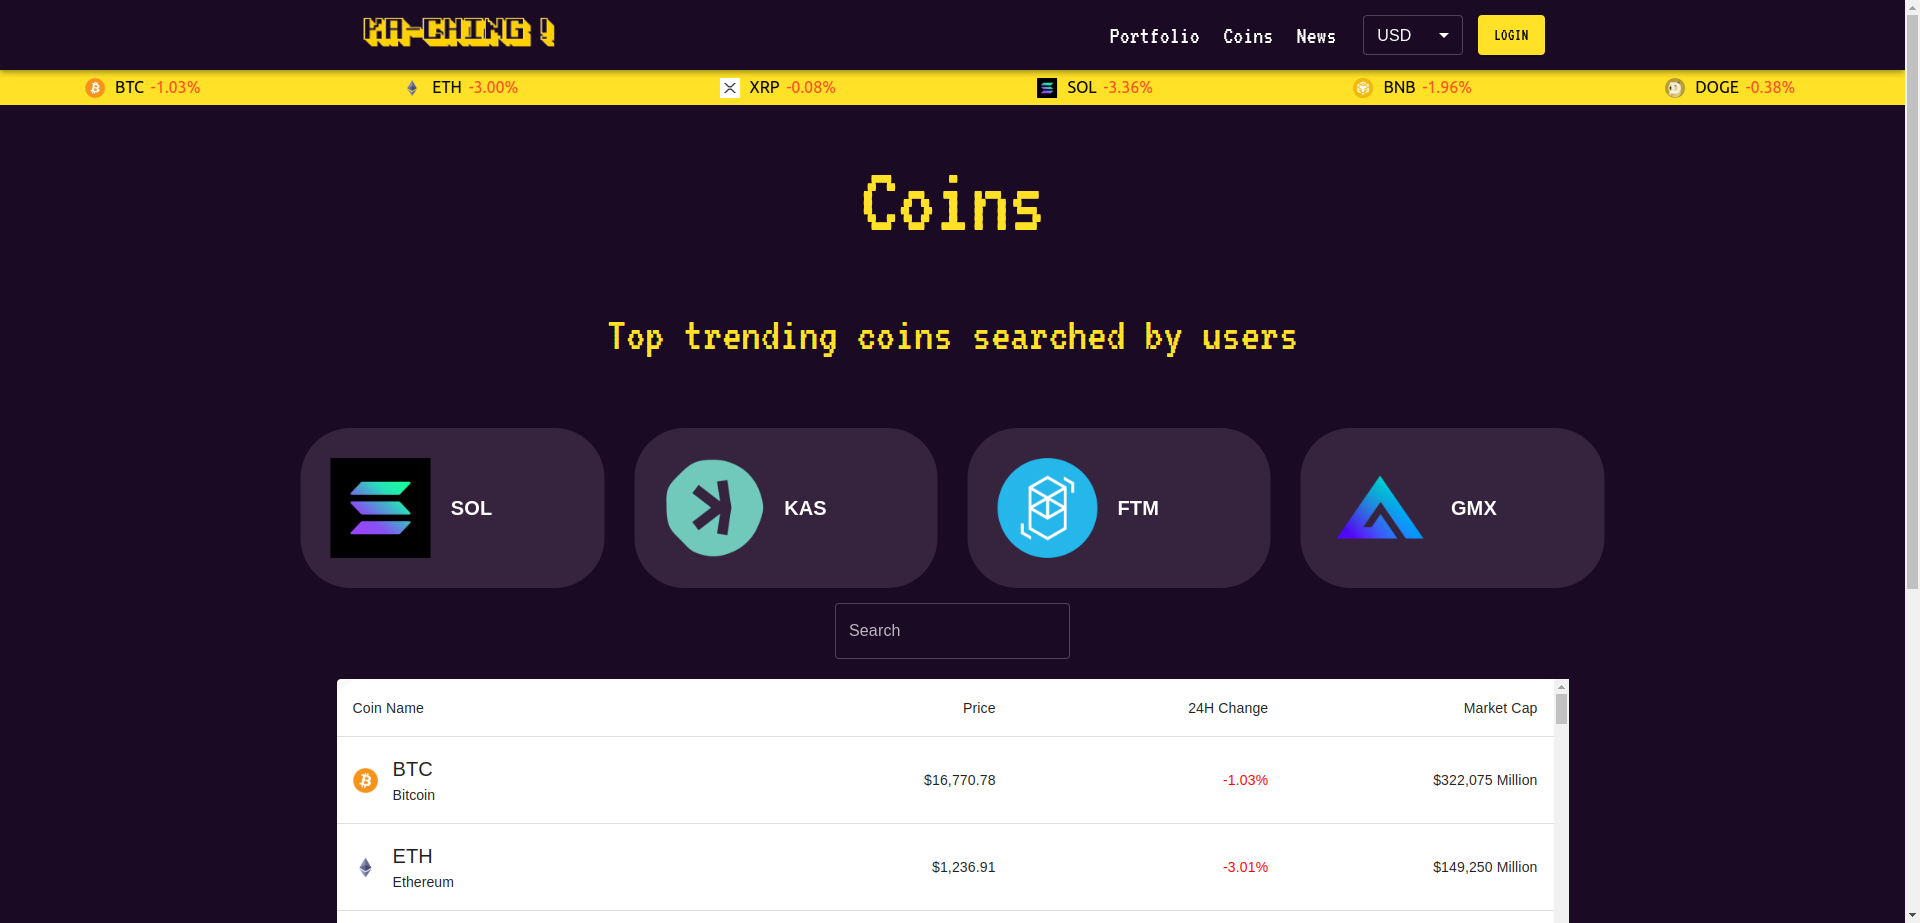 KA-CHING!
Portfolio Coins News USD LOGIN
BTC -1.03% ETH -3.00% XRP -0.08% SOL -3.36% BNB -1.96% DOGE -0.38%
Coins
Top trending coins searched by users
SOL KAS FTM GMX
Search
Coin Name Price 24H Change Market Cap
BTC
Bitcoin $16,770.78 -1.03% $322,075 Million
ETH
Ethereum $1,236.91 -3.01% $149,250 Million